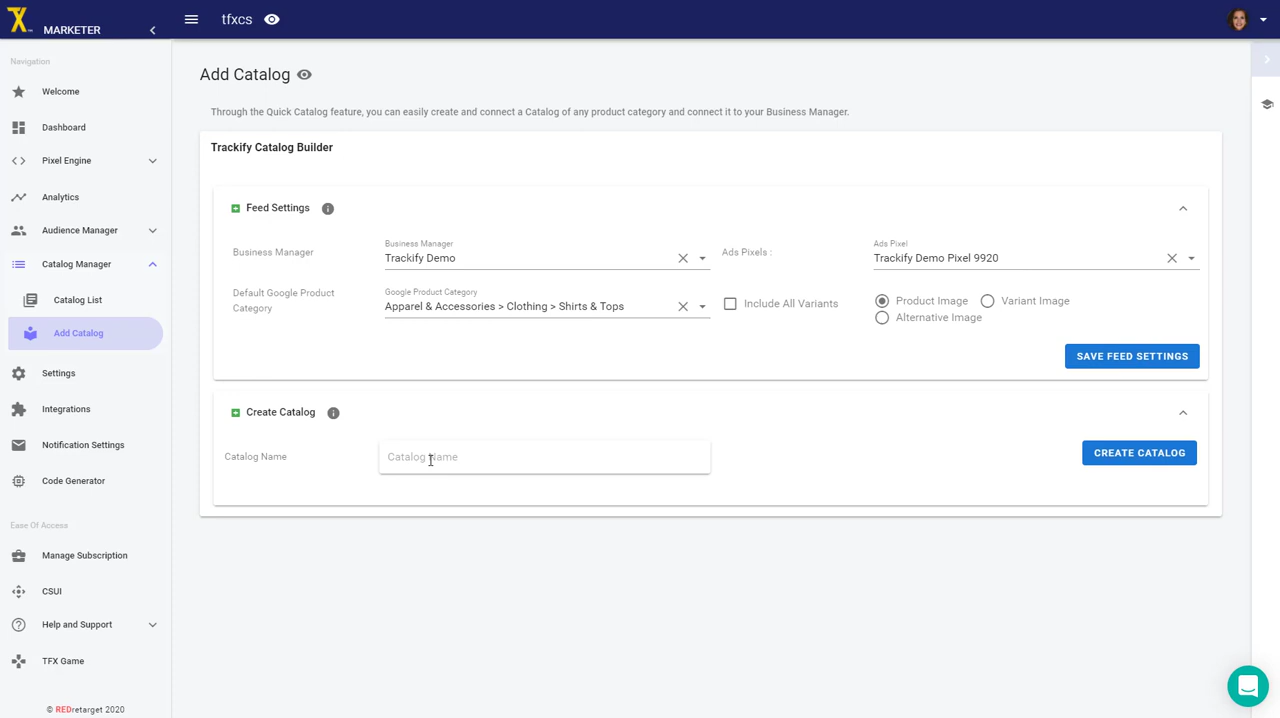 MARKETER
tfxcs
Navigation
Welcome
Dashboard
Pixel Engine
Analytics
Audience Manager
Catalog Manager
Catalog List
Add Catalog
Settings
Integrations
Notification Settings
Code Generator
Ease Of Access
Manage Subscription
CSUI
Help and Support
TFX Game
© REDretarget 2020
Add Catalog
Through the Quick Catalog feature, you can easily create and connect a Catalog of any product category and connect it to your Business Manager.
Trackify Catalog Builder
Feed Settings
Business Manager
Business Manager
Trackify Demo
Ads Pixels :
Ads Pixel
Trackify Demo Pixel 9920
Default Google Product
Category
Google Product Category
Apparel & Accessories > Clothing > Shirts & Tops
Include All Variants
Product Image
Variant Image
Alternative Image
SAVE FEED SETTINGS
Create Catalog
Catalog Name
Catalog Name
CREATE CATALOG